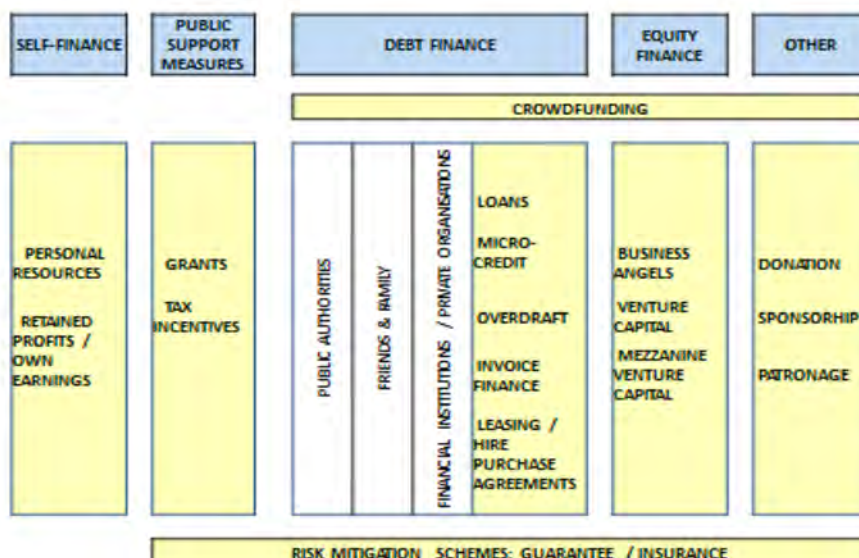 SELF-FINANCE
PUBLIC
SUPPORT
MEASURES
DEBT FINANCE
EQUITY
FINANCE
OTHER
CROWDFUNDING
PERSONAL
RESOURCES
RETAINED
PROFITS /
OWN
EARNINGS
GRANTS
TAX
INCENTIVES
PUBLIC AUTHORITIES
FRIENDS & FAMILY
FINANCIAL INSTITUTIONS / PRIVATE ORGANISATIONS
LOANS
MICRO-
CREDIT
OVERDRAFT
INVOICE
FINANCE
LEASING /
HIRE
PURCHASE
AGREEMENTS
BUSINESS
ANGELS
VENTURE
CAPITAL
MEZZANINE
VENTURE
CAPITAL
DONATION
SPONSORHIP
PATRONAGE
RISK MITIGATION SCHEMES: GUARANTEE / INSURANCE